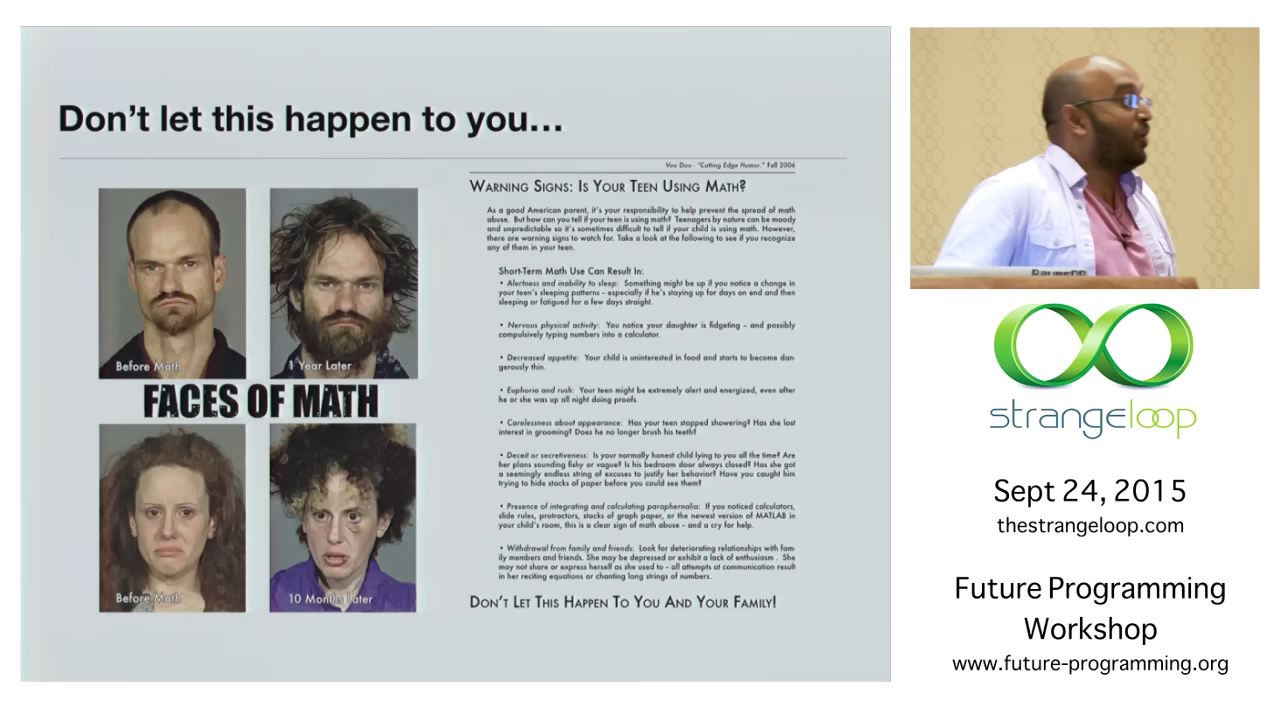 Don't let this happen to you...
Voo Doo - "Cutting Edge Humor." Fall 2006
WARNING SIGNS: IS YOUR TEEN USING MATH?
As a good American parent, it's your responsibility to help prevent the spread of math
abuse. But how can you tell if your teen is using math? Teenagers by nature can be moody
and unpredictable so it's sometimes difficult to tell if your child is using math. However,
there are warning signs to watch for. Take a look at the following to see if you recognize
any of them in your teen.
Short-Term Math Use Can Result In:
• Alertness and inability to sleep: Something might be up if you notice a change in
your teen's sleeping patterns – especially if he's staying up for days on end and then
sleeping or fatigued for a few days straight.
• Nervous physical activity: You notice your daughter is fidgeting – and possibly
compulsively typing numbers into a calculator.
• Decreased appetite: Your child is uninterested in food and starts to become dan-
gerously thin.
• Euphoria and rush: Your teen might be extremely alert and energized, even after
he or she was up all night doing proofs.
• Carelessness about appearance: Has your teen stopped showering? Has she lost
interest in grooming? Does he no longer brush his teeth?
• Deceit or secretiveness: Is your normally honest child lying to you all the time? Are
her plans sounding fishy or vague? Is his bedroom door always closed? Has she got
a seemingly endless string of excuses to justify her behavior? Have you caught him
trying to hide stacks of paper before you could see them?
• Presence of integrating and calculating paraphernalia: If you noticed calculators,
slide rules, protractors, stacks of graph paper, or the newest version of MATLAB in
your child's room, this is a clear sign of math abuse – and a cry for help.
• Withdrawal from family and friends: Look for deteriorating relationships with fam-
ily members and friends. She may be depressed or exhibit a lack of enthusiasm . She
may not share or express herself as she used to – all attempts at communication result
in her reciting equations or chanting long strings of numbers.
DON'T LET THIS HAPPEN TO YOU AND YOUR FAMILY!
Before Math
1 Year Later
FACES OF MATH
Before Math
10 Months Later
strangeloop
Sept 24, 2015
thestrangeloop.com
Future Programming
Workshop
www.future-programming.org